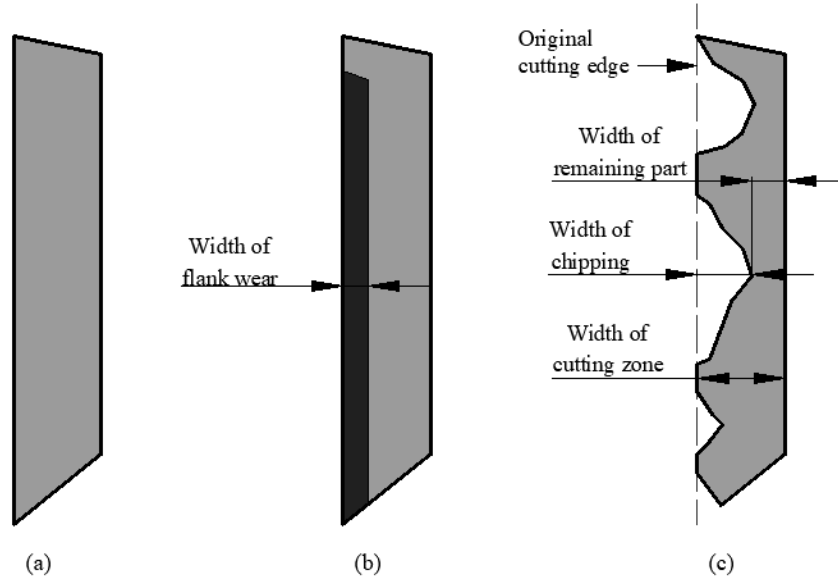 Original
cutting edge
Width of
remaining part
Width of
flank wear
Width of
chipping
Width of
cutting zone
(a)
(b)
(c)